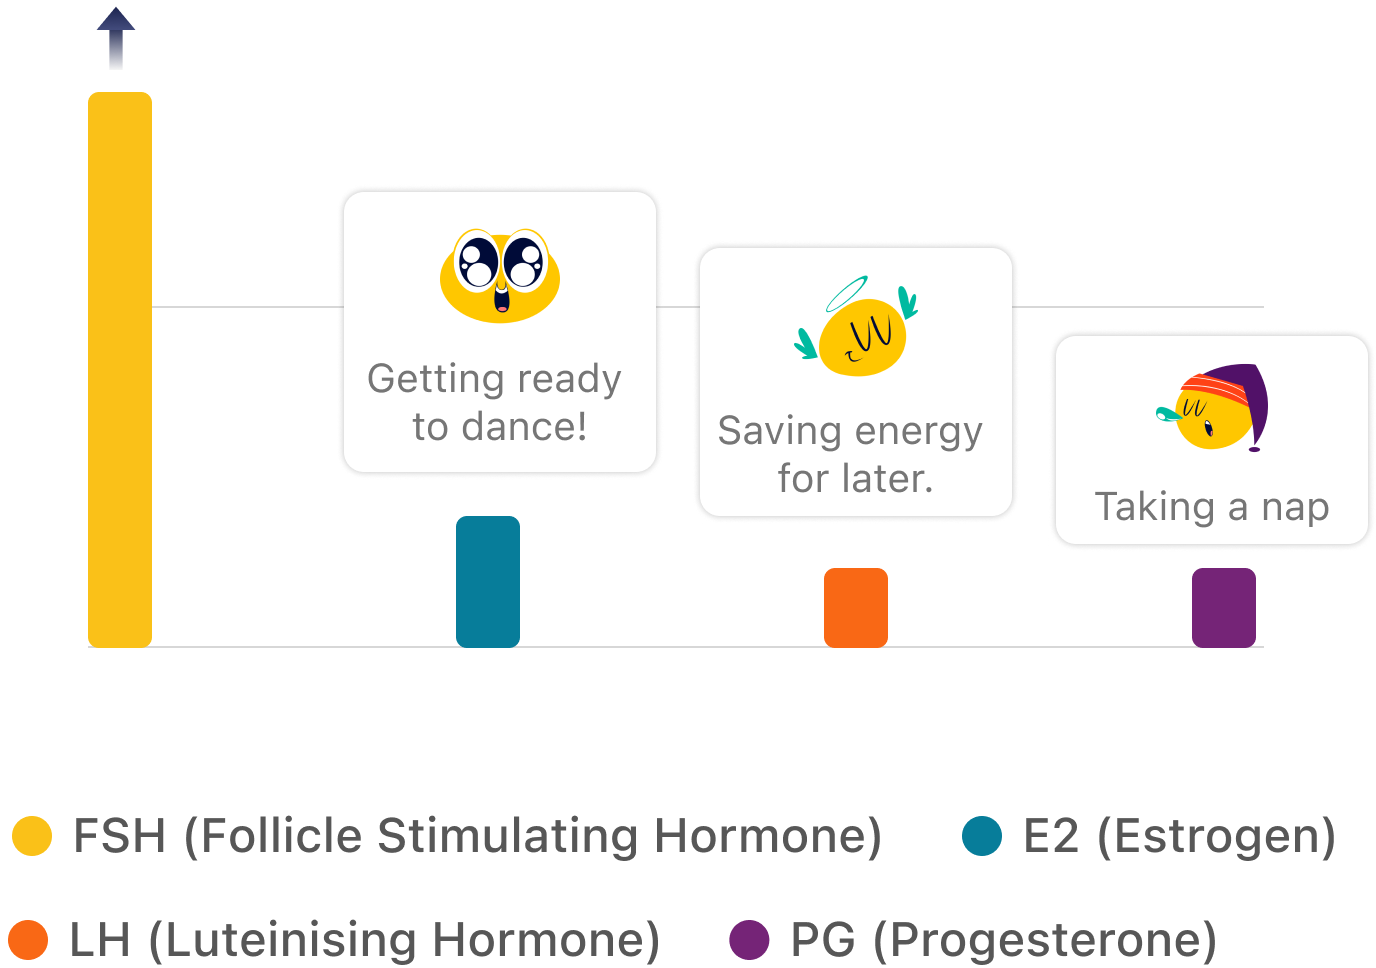 Getting ready
to dance!
Saving energy
for later.
Taking a nap
FSH (Follicle Stimulating Hormone)
E2 (Estrogen)
LH (Luteinising Hormone)
PG (Progesterone)